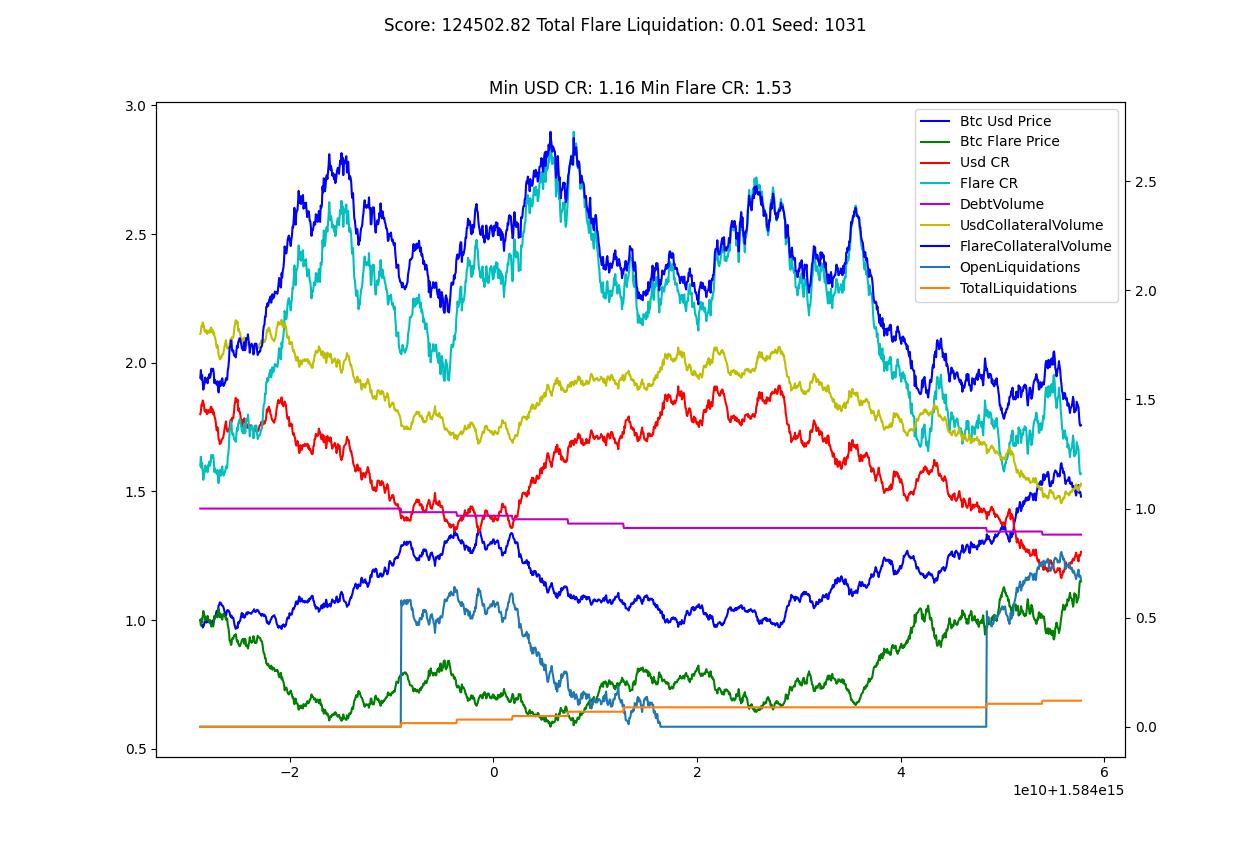 Score: 124502.82 Total Flare Liquidation: 0.01 Seed: 1031
Min USD CR: 1.16 Min Flare CR: 1.53
Btc Usd Price
Btc Flare Price
Usd CR
Flare CR
DebtVolume
UsdCollateralVolume
FlareCollateralVolume
OpenLiquidations
TotalLiquidations
3.0
2.5
2.0
1.5
1.0
0.5
2.5
2.0
1.5
1.0
0.5
0.0
−2 0 2 4 6
1e10+1.584e15